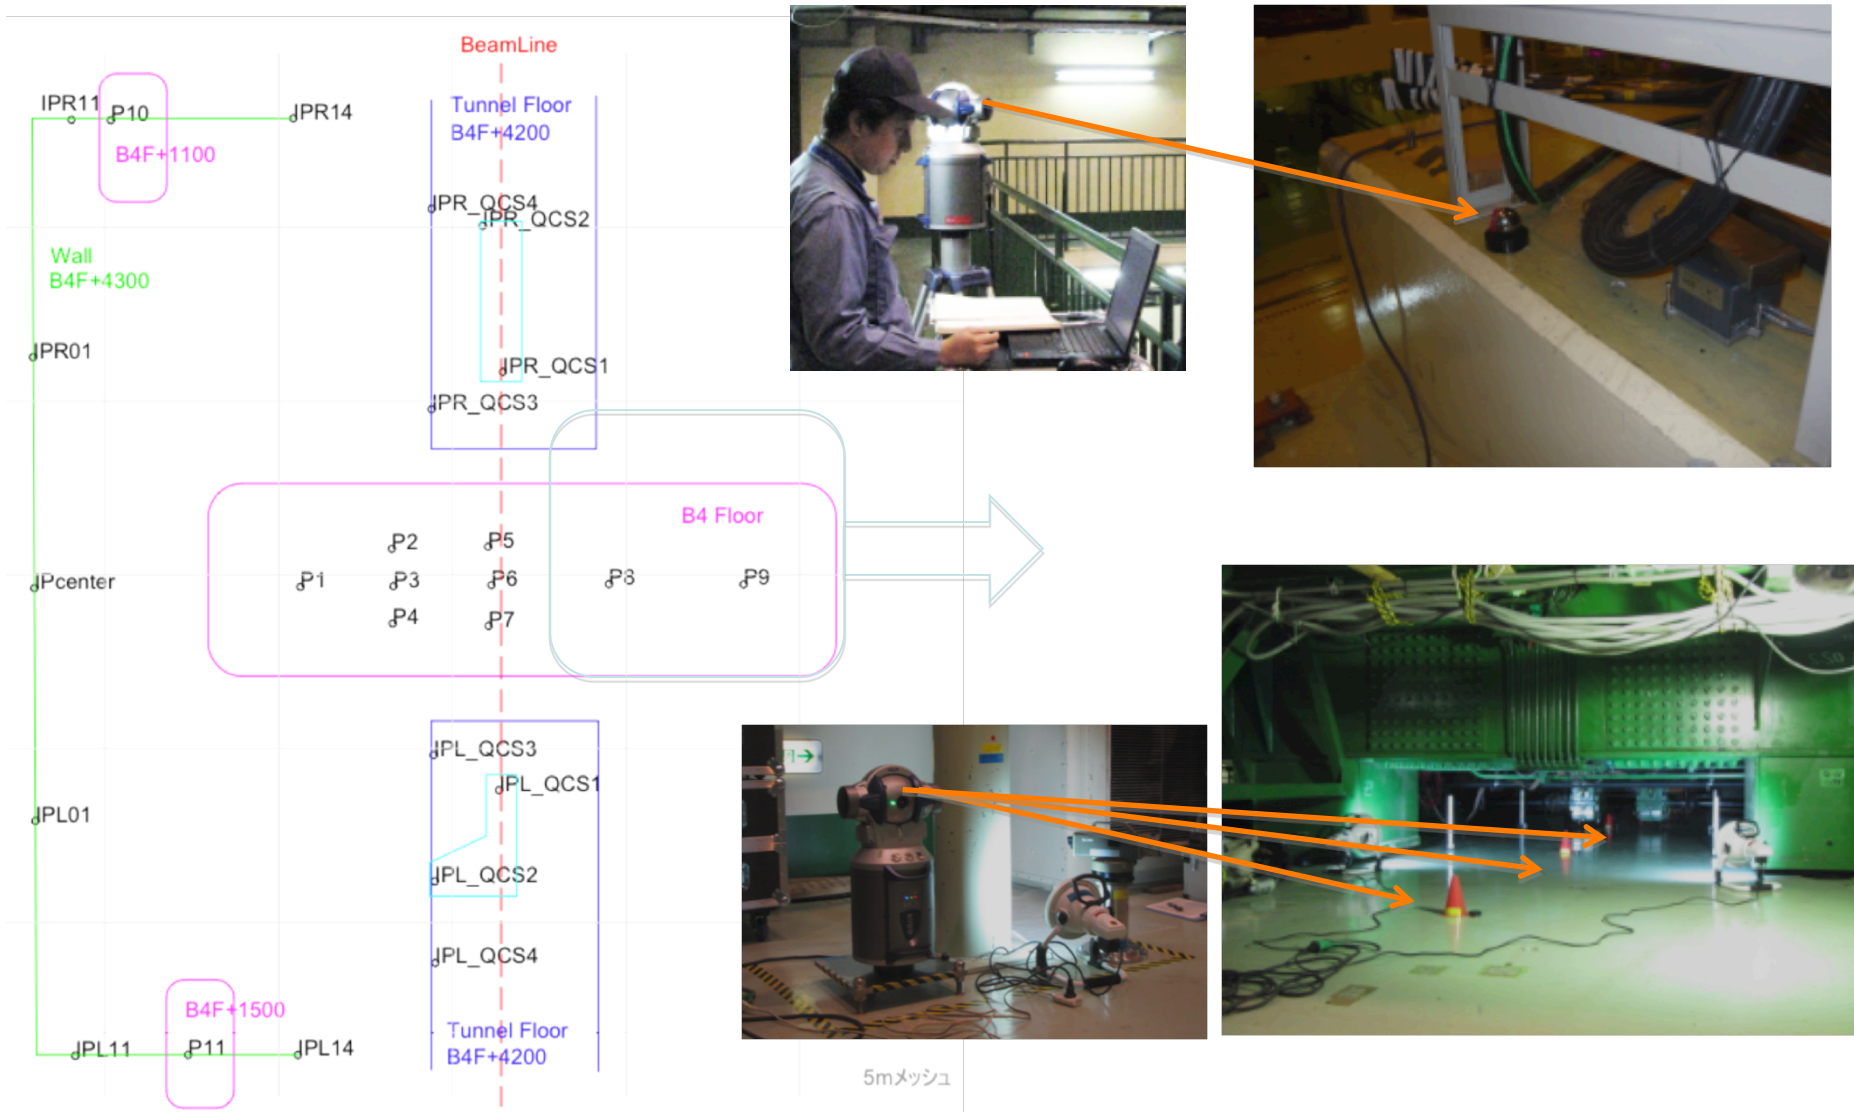 BeamLine
IPR11
P10
IPR14
B4F+1100
Tunnel Floor
B4F+4200
IPR_QCS4
IPR_QCS2
Wall
B4F+4300
IPR01
IPR_QCS1
IPR_QCS3
B4 Floor
P2
P5
IPcenter
P1
P3
P6
P8
P9
P4
P7
IPL_QCS3
IPL_QCS1
IPL01
IPL_QCS2
IPL_QCS4
B4F+1500
Tunnel Floor
B4F+4200
IPL11
P11
IPL14
5mメッシュ